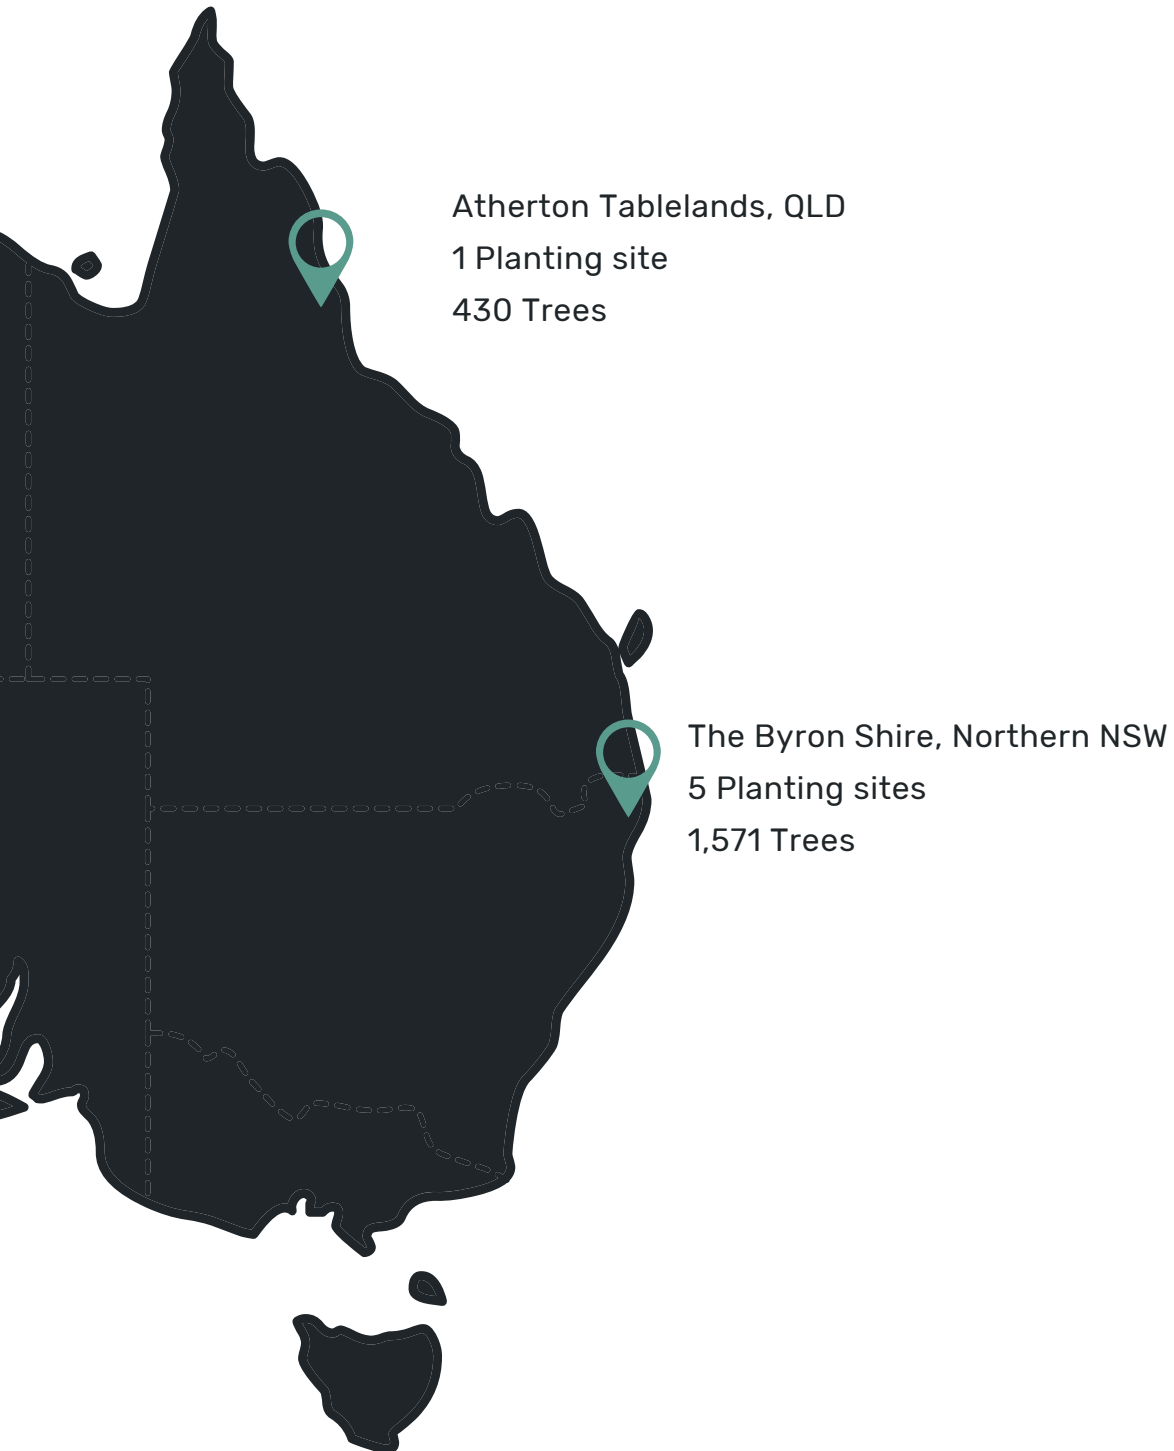 Atherton Tablelands, QLD
1 Planting site
430 Trees
The Byron Shire, Northern NSW
5 Planting sites
1,571 Trees